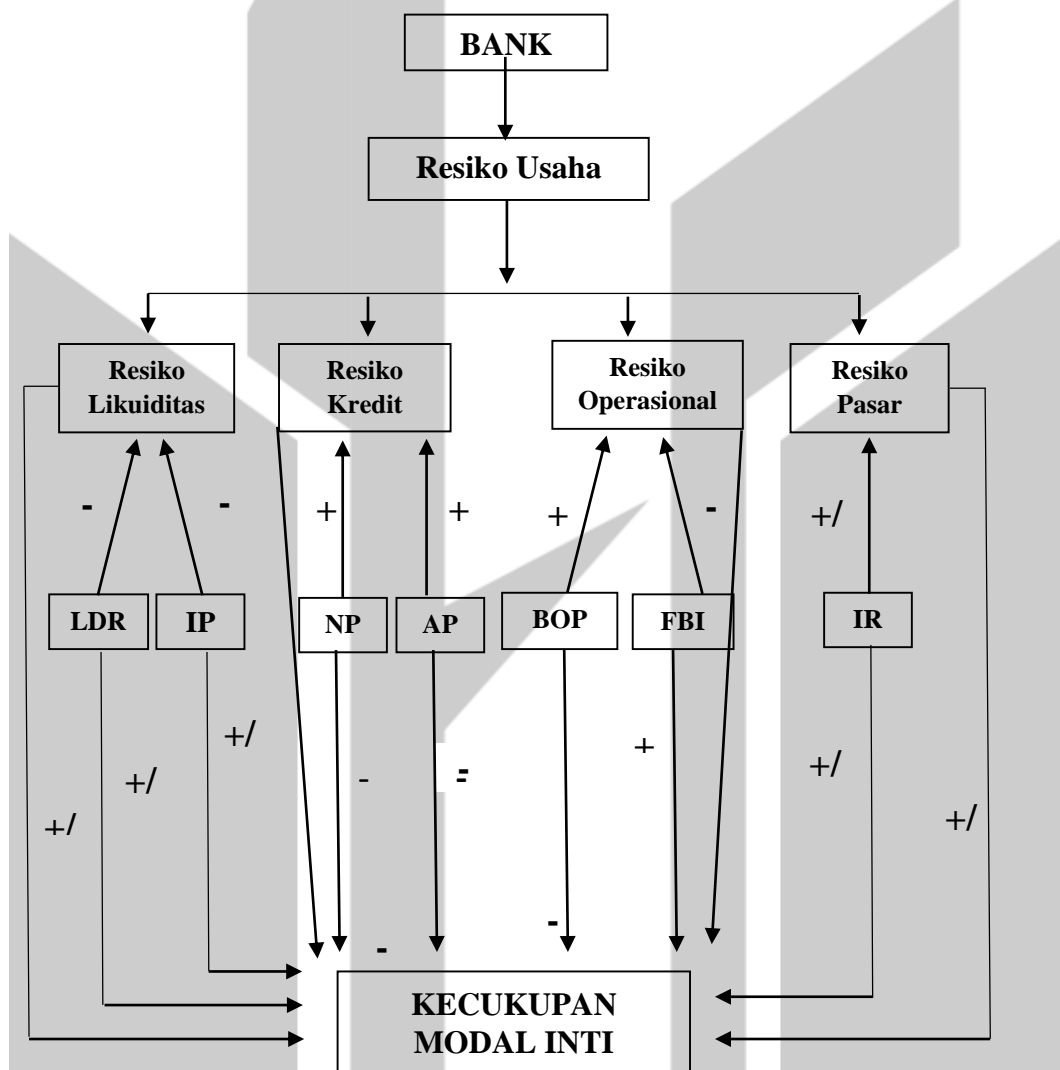 BANK
Resiko Usaha
Resiko
Likuiditas
Resiko
Kredit
Resiko
Operasional
Resiko
Pasar
-
-
+
+
+
-
+/
LDR
IP
NP
AP
BOP
FBI
IR
+/
+/
+/
-
-
-
+
+/
+/
-
-
KECUKUPAN
MODAL INTI